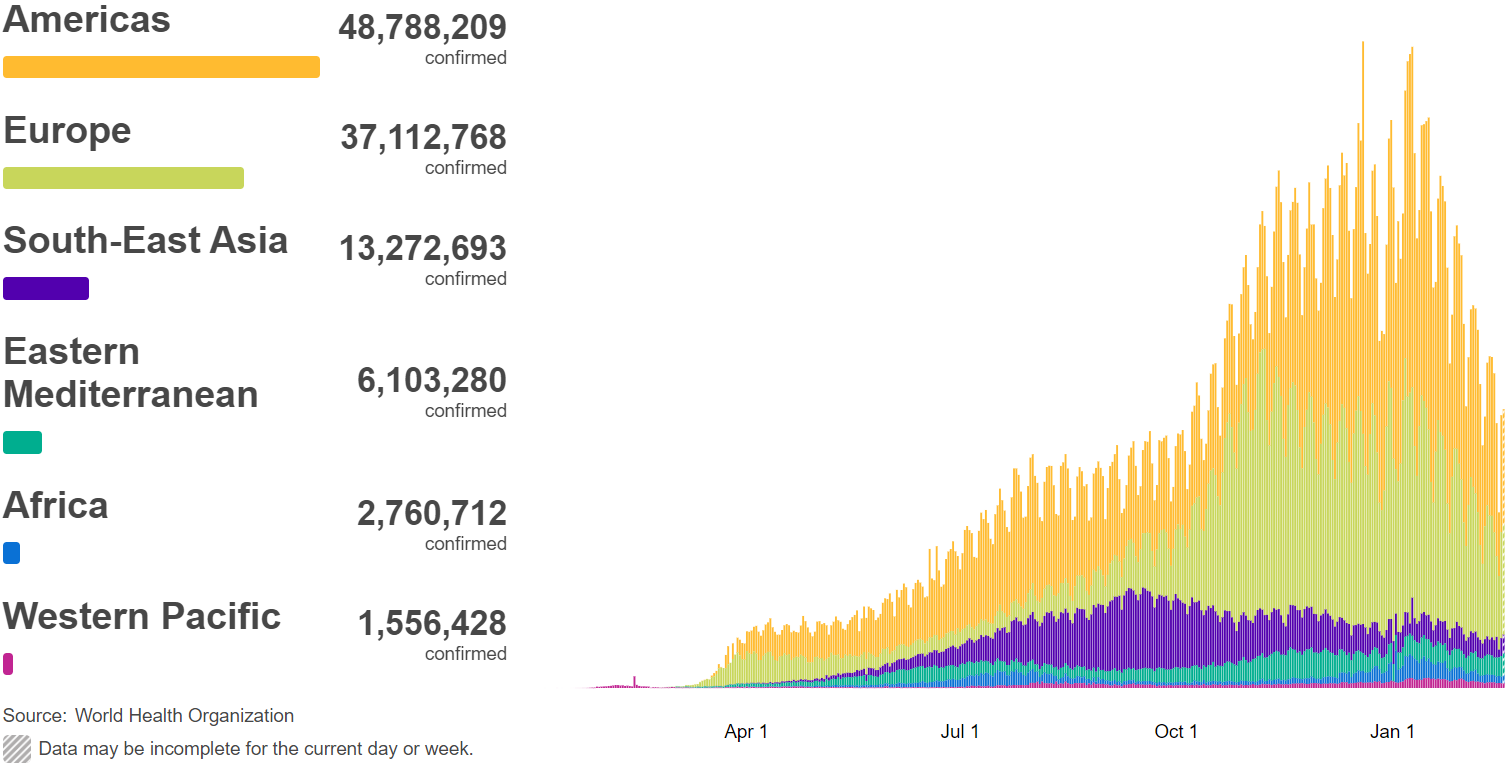 Americas
48,788,209
confirmed
Europe
37,112,768
confirmed
South-East Asia
13,272,693
confirmed
Eastern
Mediterranean
6,103,280
confirmed
Africa
2,760,712
confirmed
Western Pacific
1,556,428
confirmed
Source: World Health Organization
Data may be incomplete for the current day or week.
Apr 1
Jul 1
Oct 1
Jan 1